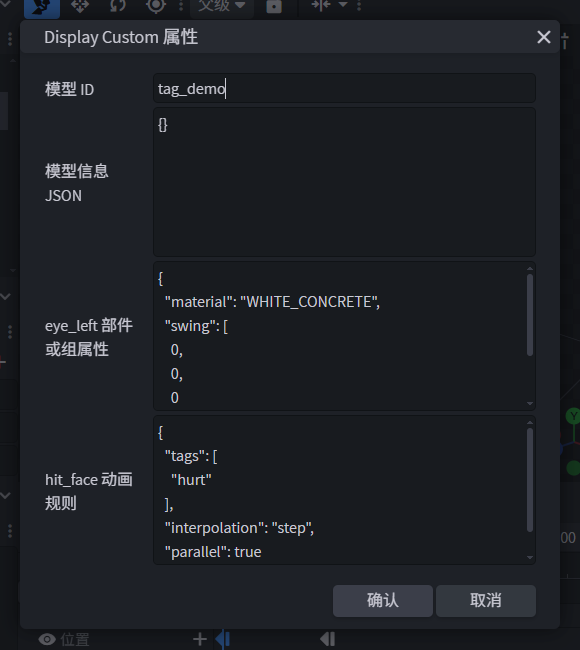 父级
Display Custom 属性
模型 ID
tag_demo
模型信息
JSON
{}
eye_left 部件
或组属性
{
"material": "WHITE_CONCRETE",
"swing": [
0,
0,
0
hit_face 动画
规则
{
"tags": [
"hurt"
],
"interpolation": "step",
"parallel": true
Y
00
确认
取消
位置